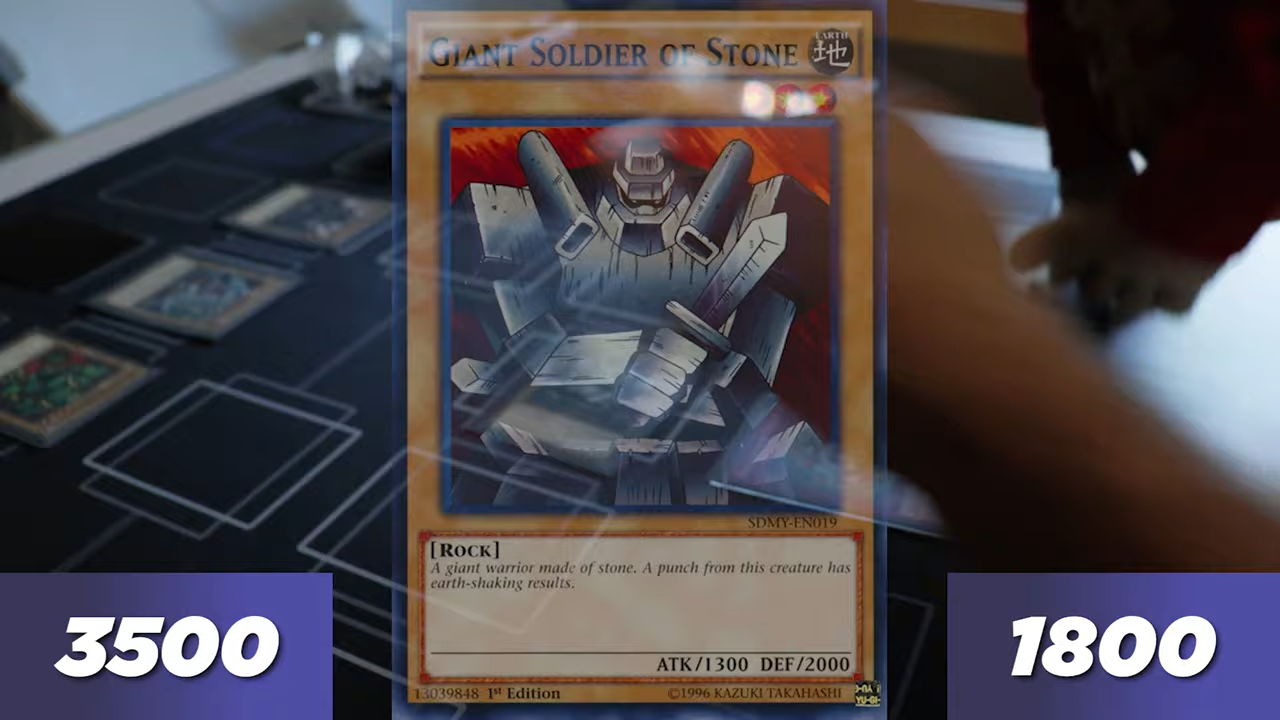 GIANT SOLDIER OF STONE
EARTH
地
SDMY-EN019
[ROCK]
A giant warrior made of stone. A punch from this creature has
earth-shaking results.
ATK/1300 DEF/2000
13039848 1st Edition ©1996 KAZUKI TAKAHASHI
3500
1800